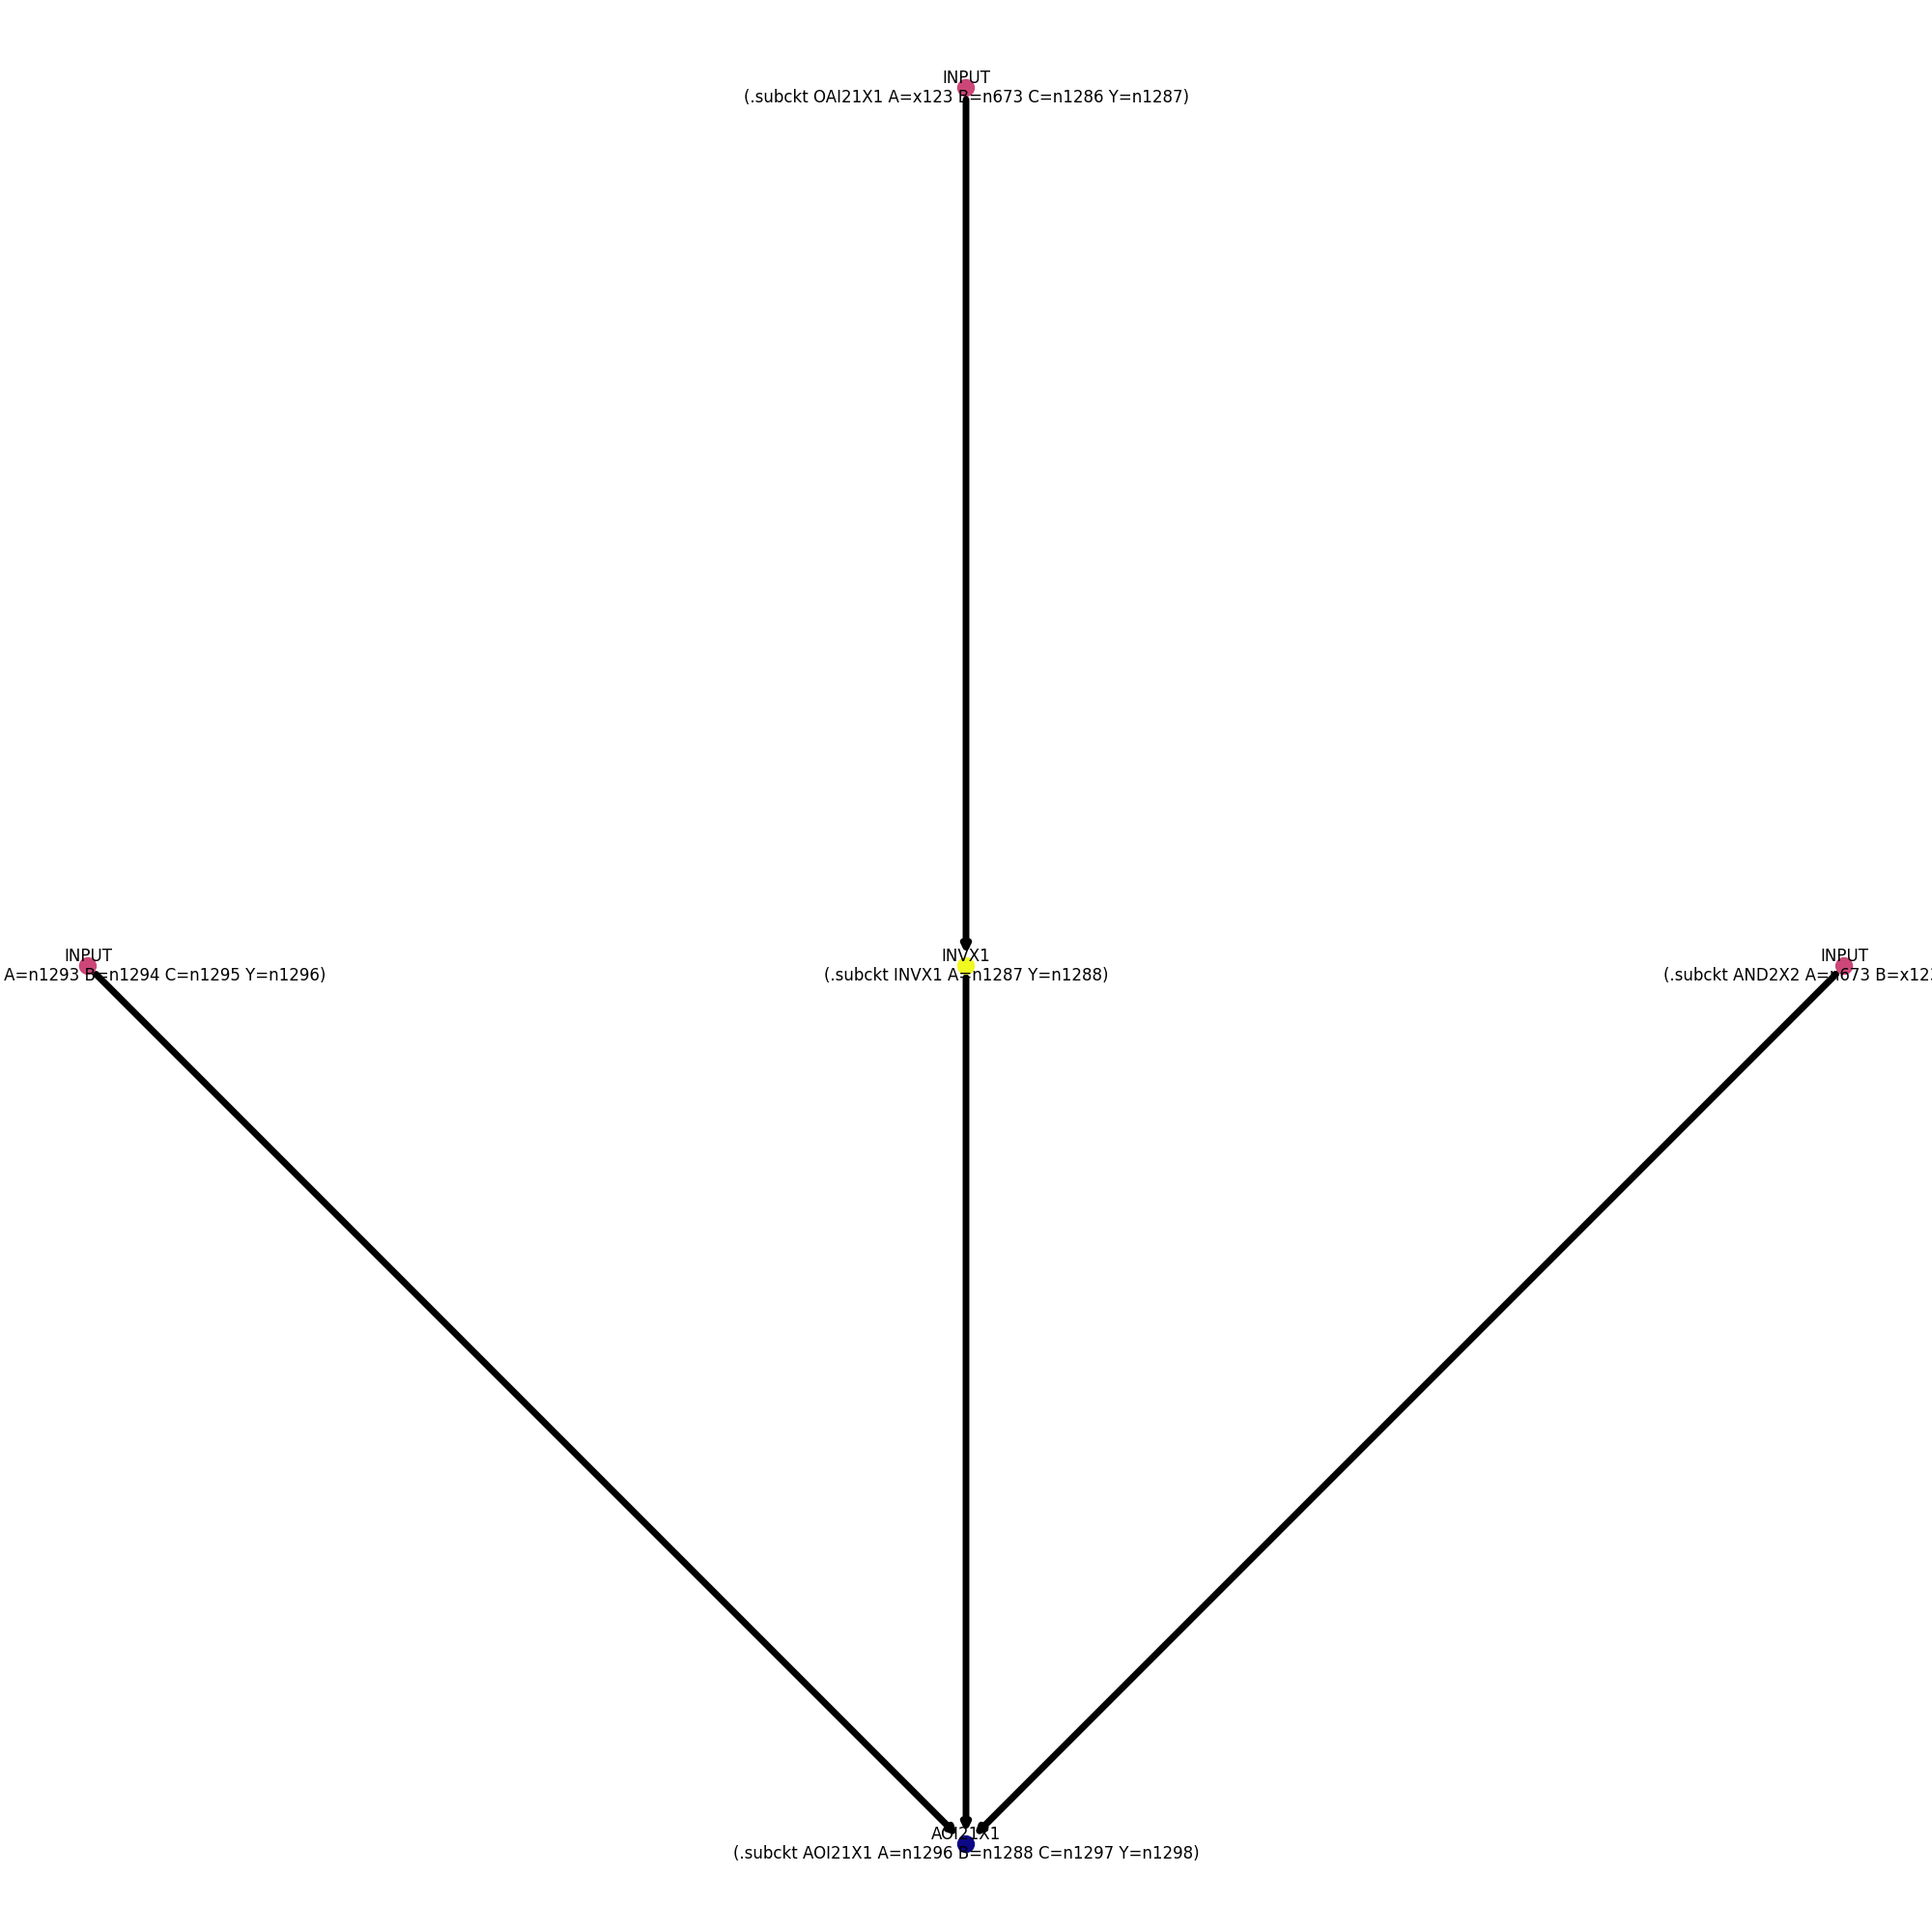 INPUT
(.subckt OAI21X1 A=x123 B=n673 C=n1286 Y=n1287)
INPUT
A=n1293 B=n1294 C=n1295 Y=n1296)
INVX1
(.subckt INVX1 A=n1287 Y=n1288)
INPUT
(.subckt AND2X2 A=n673 B=x12
AOI21X1
(.subckt AOI21X1 A=n1296 B=n1288 C=n1297 Y=n1298)